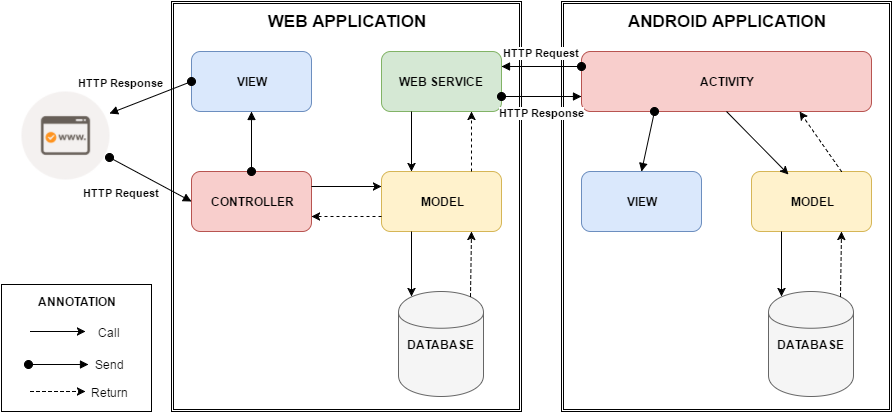 WEB APPLICATION
ANDROID APPLICATION
HTTP Request
VIEW
WEB SERVICE
ACTIVITY
HTTP Response
HTTP Response
www.
HTTP Request
CONTROLLER
MODEL
VIEW
MODEL
ANNOTATION
Call
Send
Return
DATABASE
DATABASE